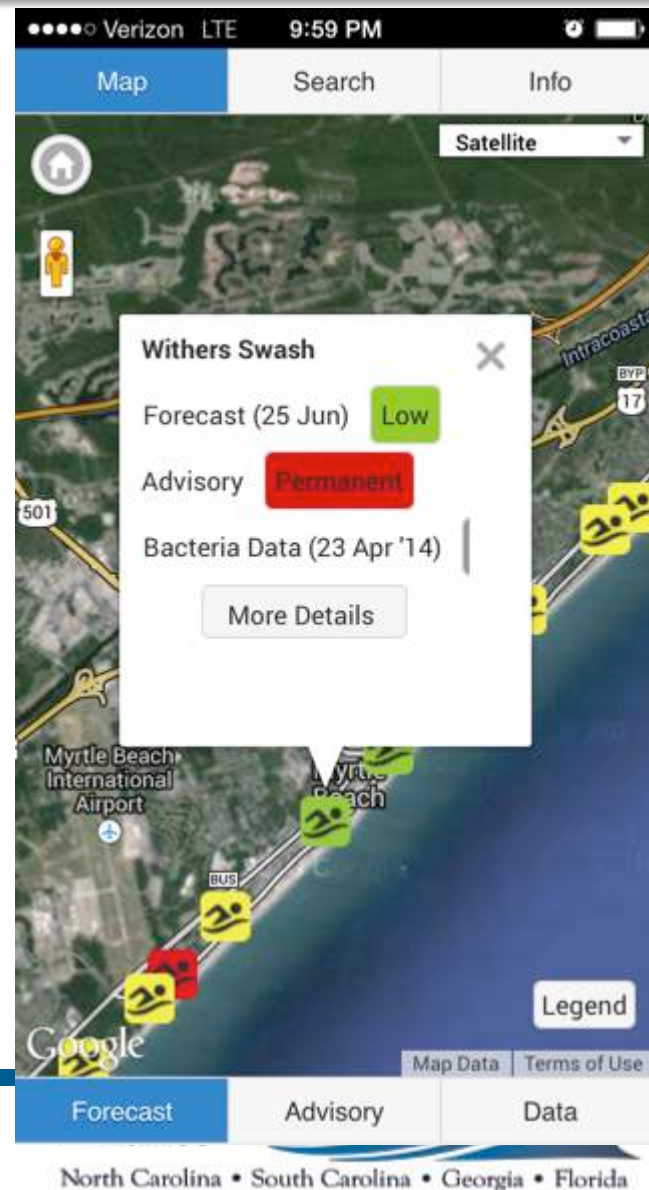 Verizon LTE 9:59 PM
Map Search Info
Satellite
Intracoasta
BYP
17
501
Withers Swash
Forecast (25 Jun) Low
Advisory Permanent
Bacteria Data (23 Apr '14)
More Details
Myrtle Beach
International
Airport
Myrtle
Beach
BUS
Legend
Google
Map Data Terms of Use
Forecast Advisory Data
North Carolina • South Carolina • Georgia • Florida